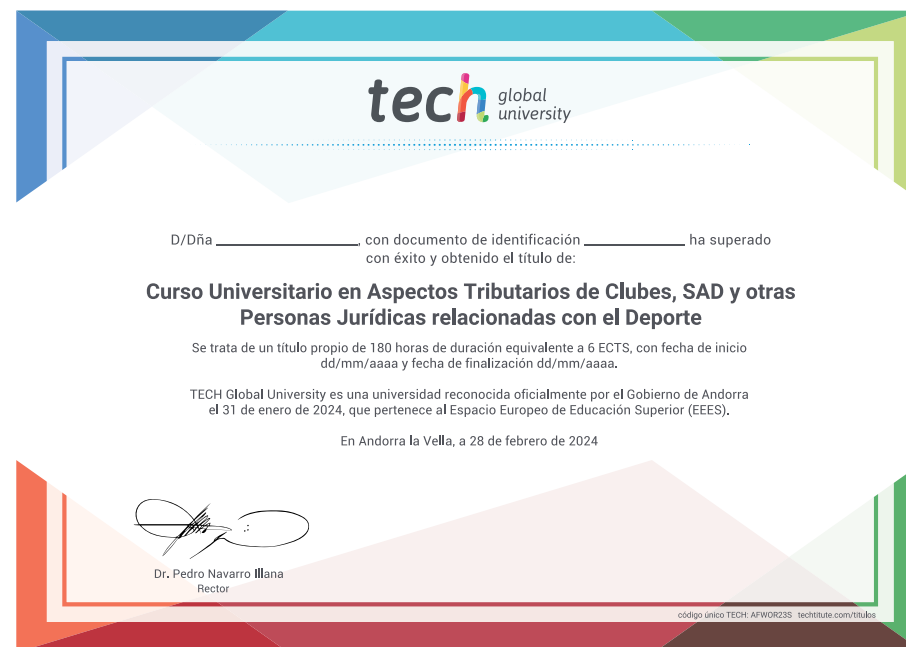 tech global university
D/Dña ____________________, con documento de identificación ______________ ha superado
con éxito y obtenido el título de:
Curso Universitario en Aspectos Tributarios de Clubes, SAD y otras
Personas Jurídicas relacionadas con el Deporte
Se trata de un título propio de 180 horas de duración equivalente a 6 ECTS, con fecha de inicio
dd/mm/aaaa y fecha de finalización dd/mm/aaaa.
TECH Global University es una universidad reconocida oficialmente por el Gobierno de Andorra
el 31 de enero de 2024, que pertenece al Espacio Europeo de Educación Superior (EEES).
En Andorra la Vella, a 28 de febrero de 2024
Dr. Pedro Navarro Illana
Rector
código único TECH: AFWOR23S techtitute.com/titulos